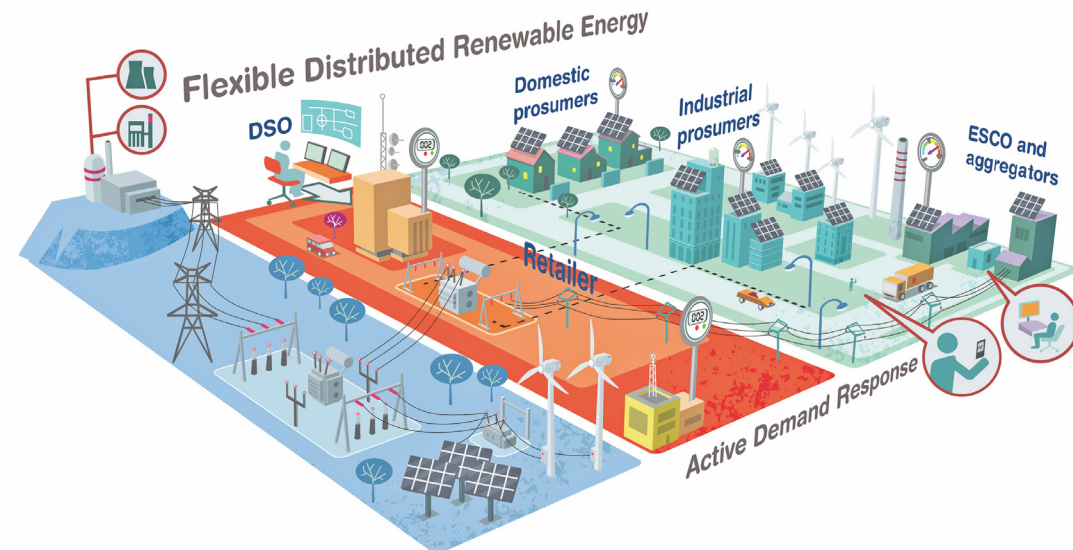 Flexible Distributed Renewable Energy
DSO
Domestic
prosumers
Industrial
prosumers
ESCO and
aggregators
Retailer
Active Demand Response